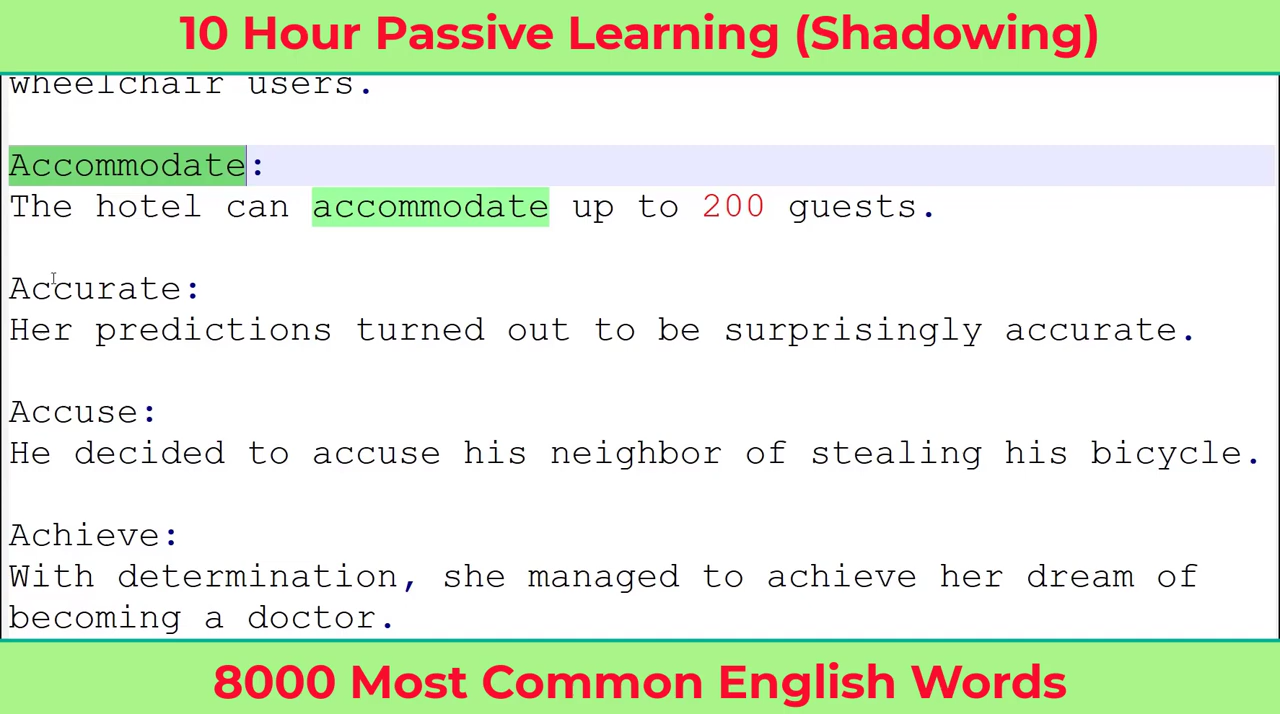 10 Hour Passive Learning (Shadowing)
wheelchair users.
Accommodate:
The hotel can accommodate up to 200 guests.
Accurate:
Her predictions turned out to be surprisingly accurate.
Accuse:
He decided to accuse his neighbor of stealing his bicycle.
Achieve:
With determination, she managed to achieve her dream of
becoming a doctor.
8000 Most Common English Words